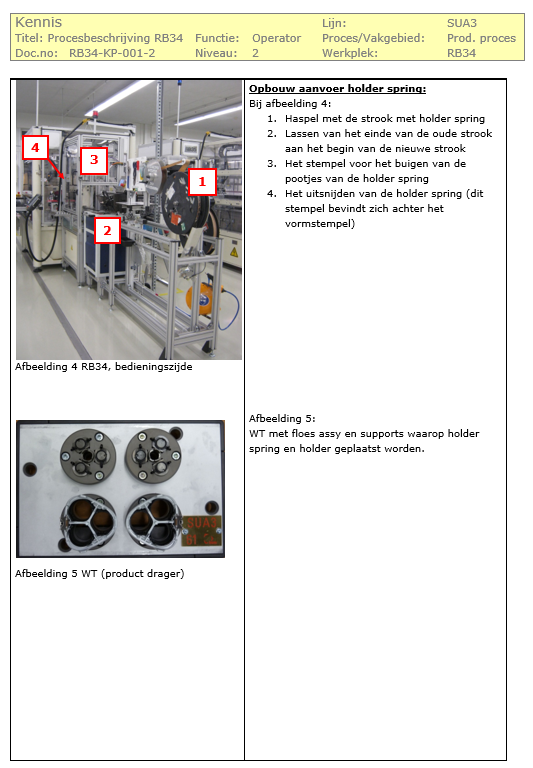 Kennis Lijn: SUA3
Titel: Procesbeschrijving RB34 Functie: Operator Proces/Vakgebied: Prod. proces
Doc.no: RB34-KP-001-2 Niveau: 2 Werkplek: RB34
4
3
1
2
Afbeelding 4 RB34, bedieningszijde
Opbouw aanvoer holder spring:
Bij afbeelding 4:
1. Haspel met de strook met holder spring
2. Lassen van het einde van de oude strook
aan het begin van de nieuwe strook
3. Het stempel voor het buigen van de
pootjes van de holder spring
4. Het uitsnijden van de holder spring (dit
stempel bevindt zich achter het
vormstempel)
SUA3
Afbeelding 5 WT (product drager)
Afbeelding 5:
WT met floes assy en supports waarop holder
spring en holder geplaatst worden.